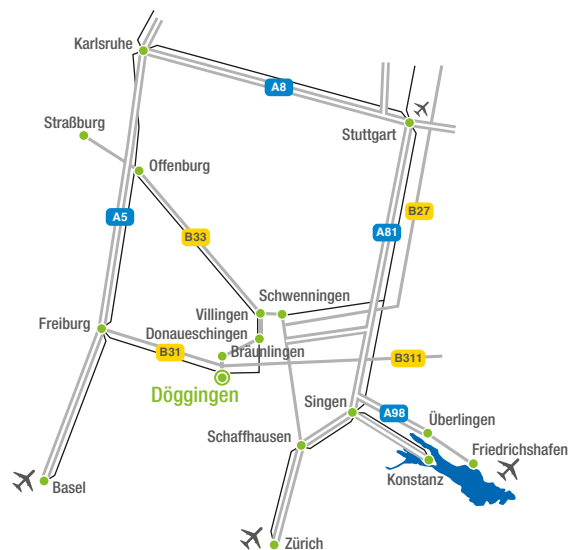 Karlsruhe
A8
Straßburg
Stuttgart
Offenburg
A5
B27
B33
A81
Villingen
Schwenningen
Freiburg
Donaueschingen
B31
Bräunlingen
B311
Döggingen
Singen
A98
Überlingen
Schaffhausen
Friedrichshafen
Basel
Konstanz
Zürich